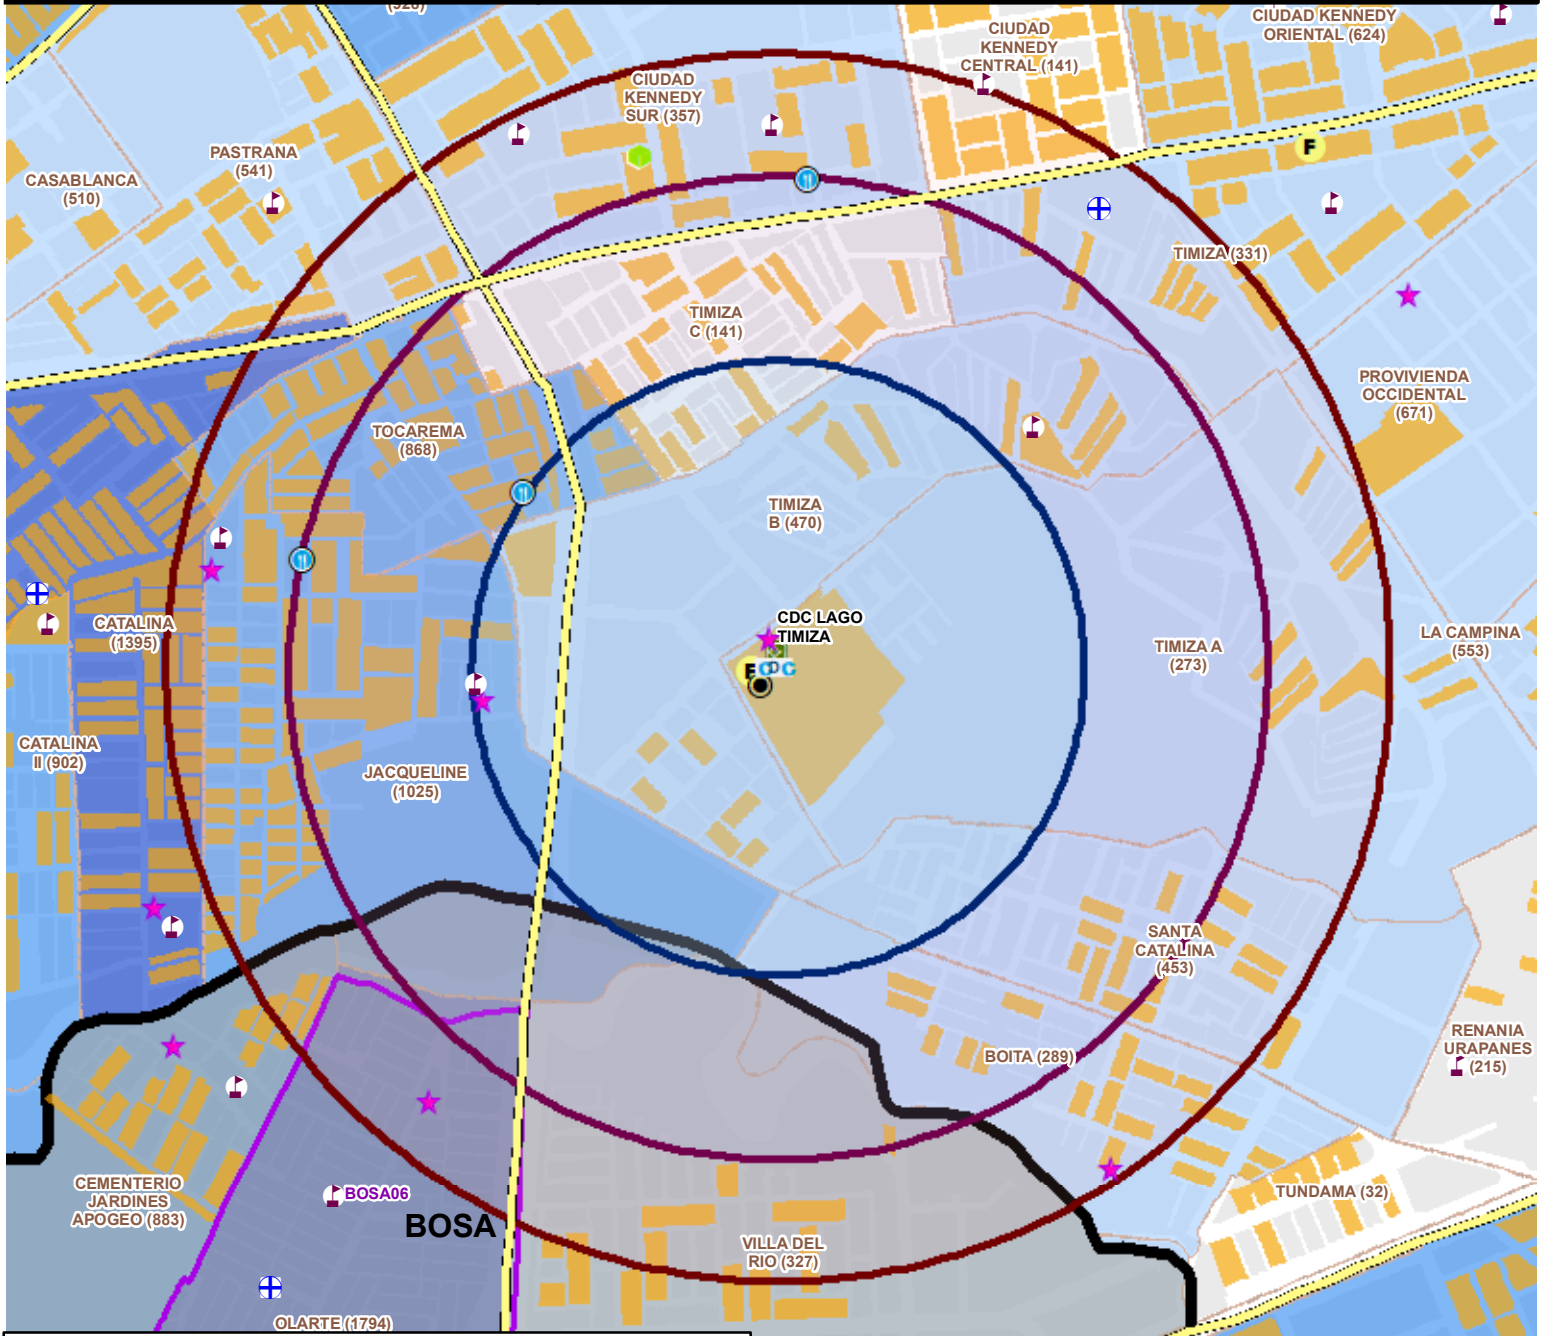 (528)
CIUDAD KENNEDY
ORIENTAL (624)
CIUDAD
KENNEDY
CENTRAL (141)
CIUDAD
KENNEDY
SUR (357)
F
PASTRANA
(541)
CASABLANCA
(510)
TIMIZA (331)
TIMIZA
C (141)
PROVIVIENDA
OCCIDENTAL
(671)
TOCAREMA
(868)
TIMIZA
B (470)
CDC LAGO
TIMIZA
F CDC
CATALINA
(1395)
TIMIZA A
(273)
LA CAMPINA
(553)
CATALINA
II (902)
JACQUELINE
(1025)
SANTA
CATALINA
(453)
BOITA (289)
RENANIA
URAPANES
(215)
CEMENTERIO
JARDINES
APOGEO (883)
BOSA06
BOSA
TUNDAMA (32)
VILLA DEL
RIO (327)
OLARTE (1794)